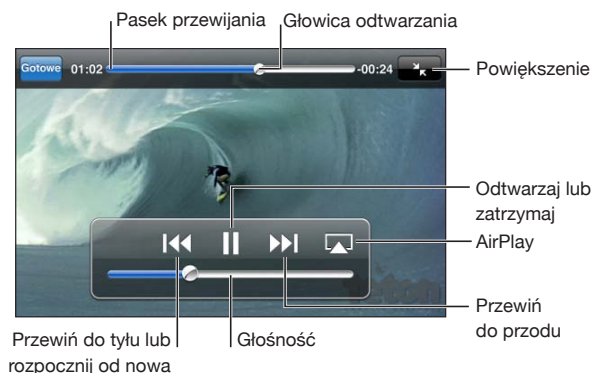 Pasek przewijania
Głowica odtwarzania
Gotowe
01:02
-00:24
Powiększenie
Odtwarzaj lub
zatrzymaj
AirPlay
Przewiń
do przodu
Przewiń do tyłu lub
rozpocznij od nowa
Głośność